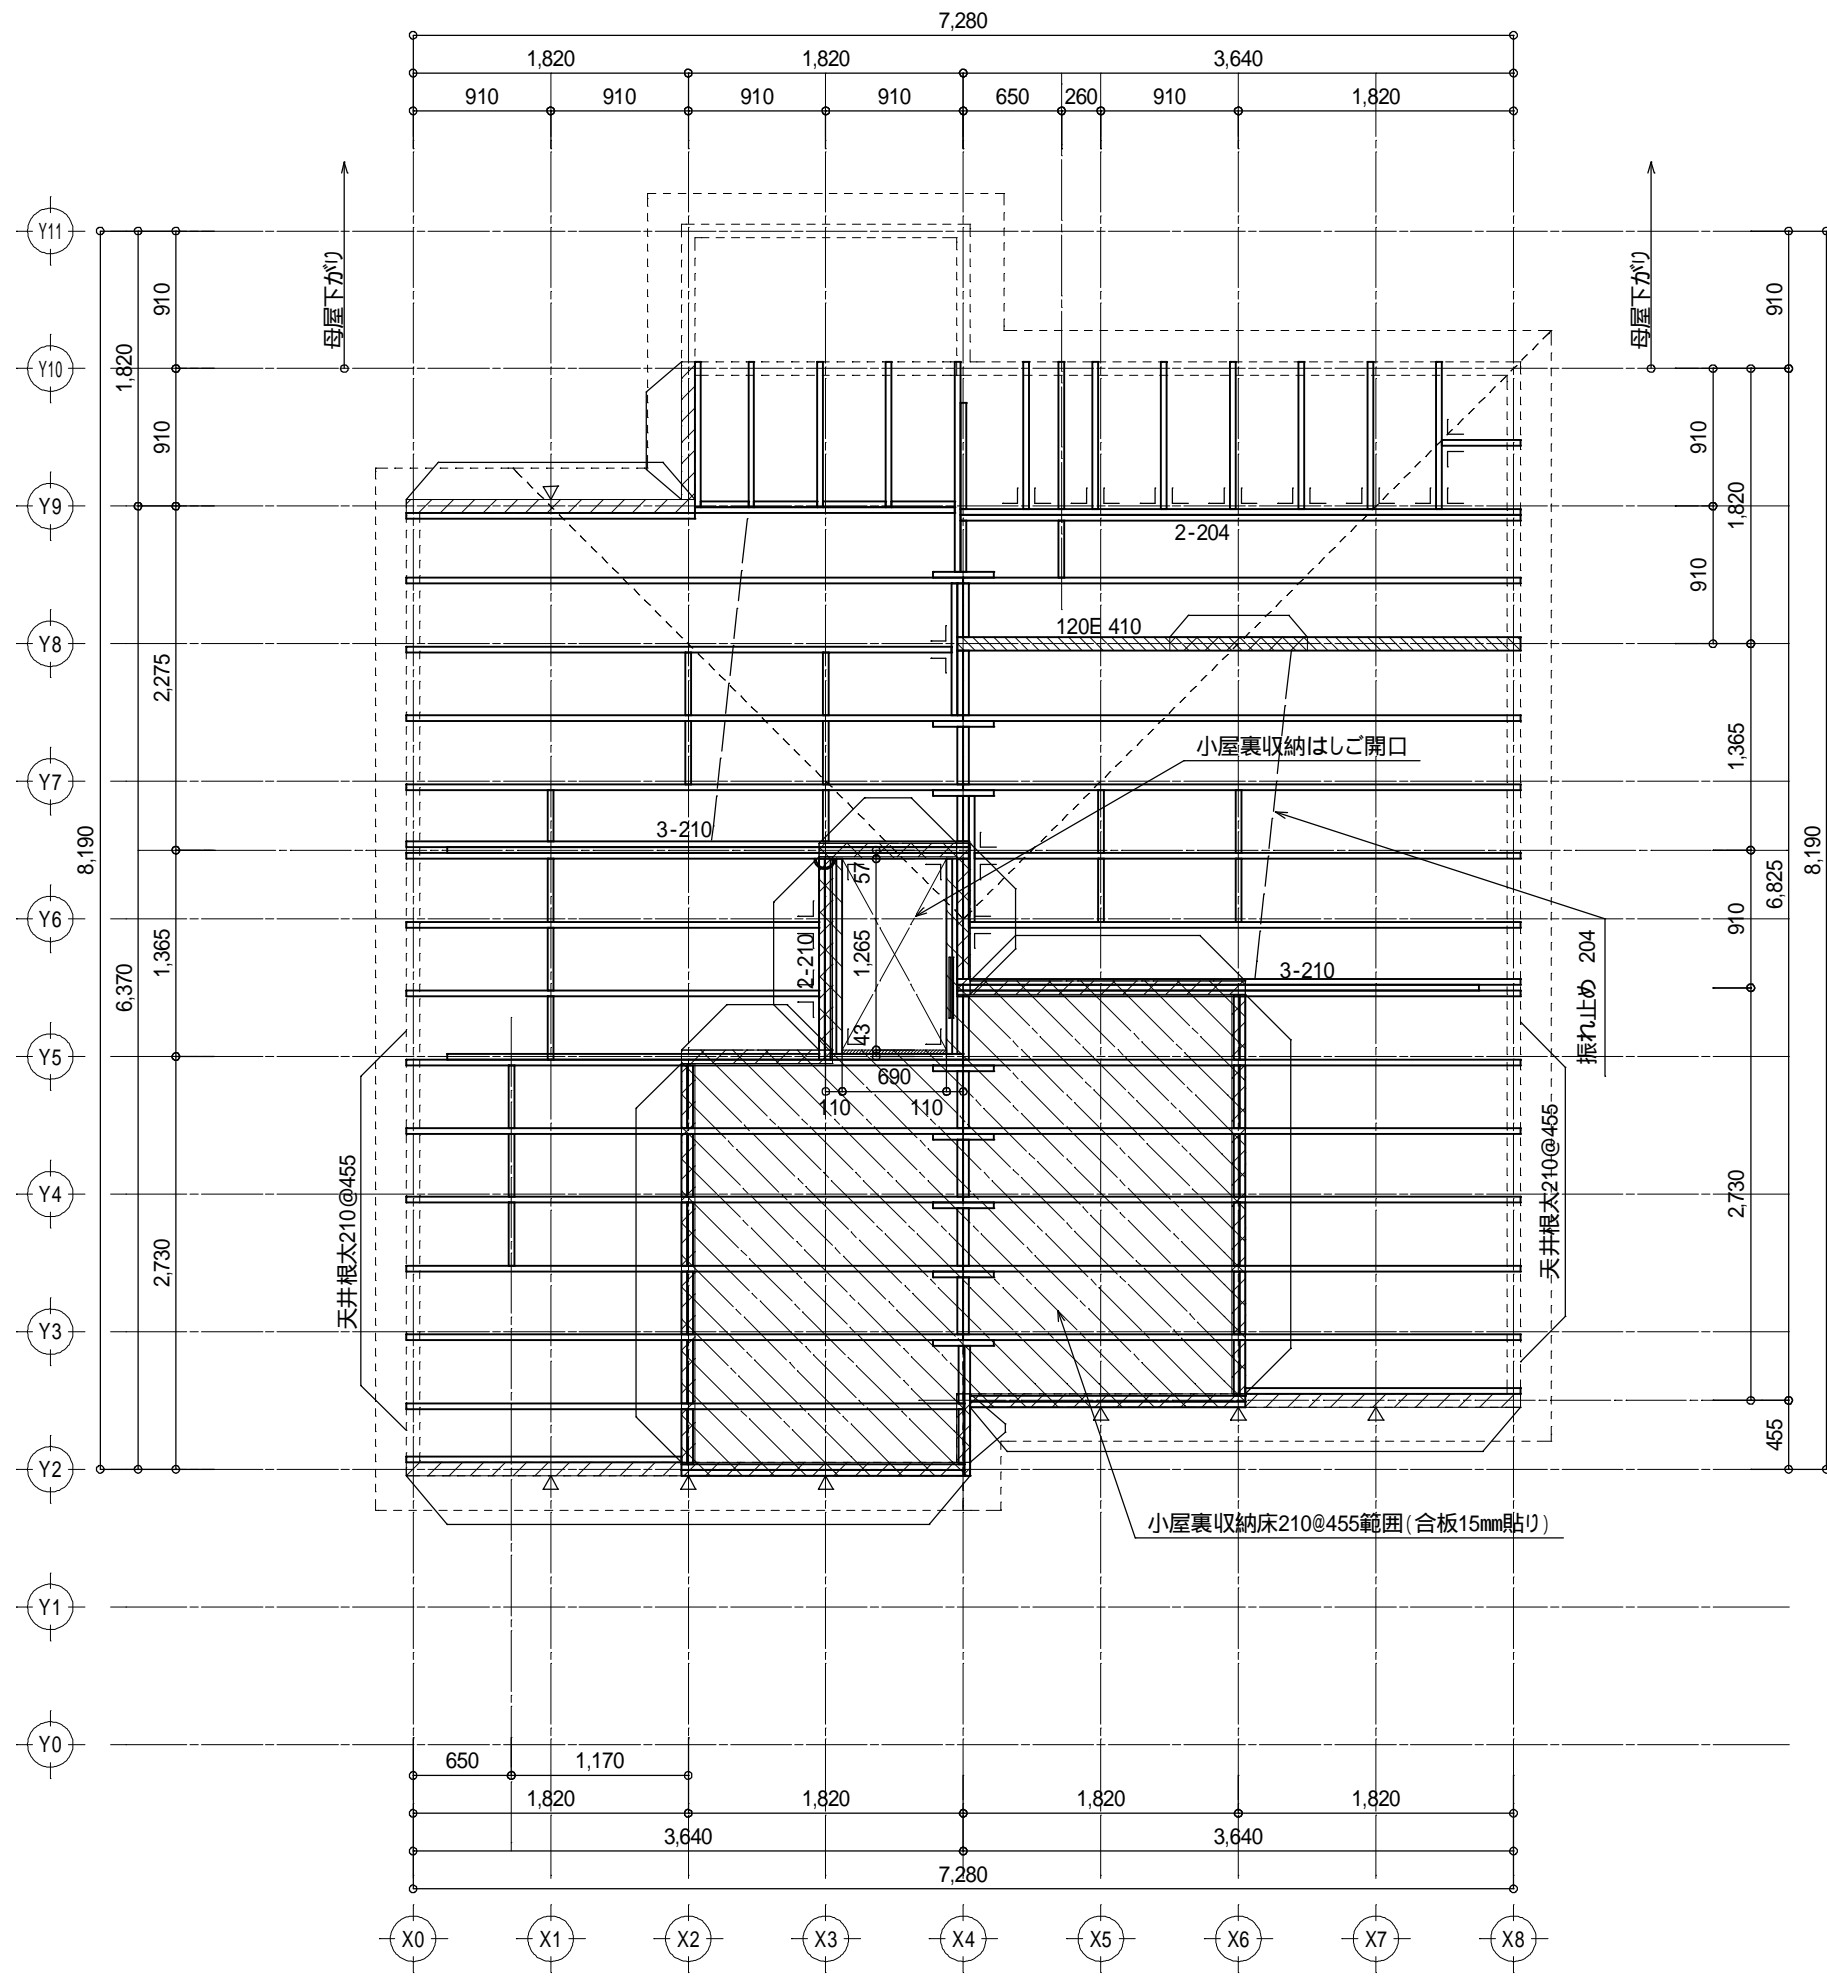 7,280
1,820 1,820 3,640
910 910 910 910 650 260 910 1,820
Y11
Y10
Y9
Y8
Y7
Y6
Y5
Y4
Y3
Y2
Y1
Y0
8,190
1,820
6,370
910
910
2,275
1,365
2,730
母屋下がり
母屋下がり
910
910
910
1,820
1,365
910
2,730
6,825
455
8,190
2-204
120E 410
小屋裏収納はしご開口
3-210
57
2-210
1,265
43
690
110 110
3-210
振れ止め 204
天井根太210@455
天井根太210@455
小屋裏収納床210@455範囲(合板15mm貼り)
650 1,170
1,820 1,820 1,820 1,820
3,640 3,640
7,280
X0 X1 X2 X3 X4 X5 X6 X7 X8